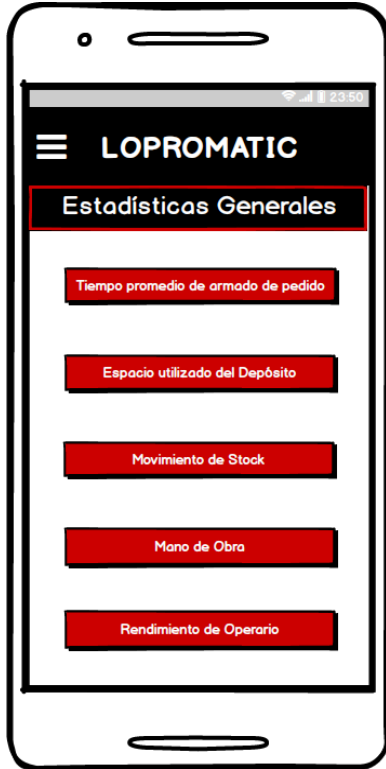 23:50
LOPROMATIC
Estadísticas Generales
Tiempo promedio de armado de pedido
Espacio utilizado del Depósito
Movimiento de Stock
Mano de Obra
Rendimiento de Operario